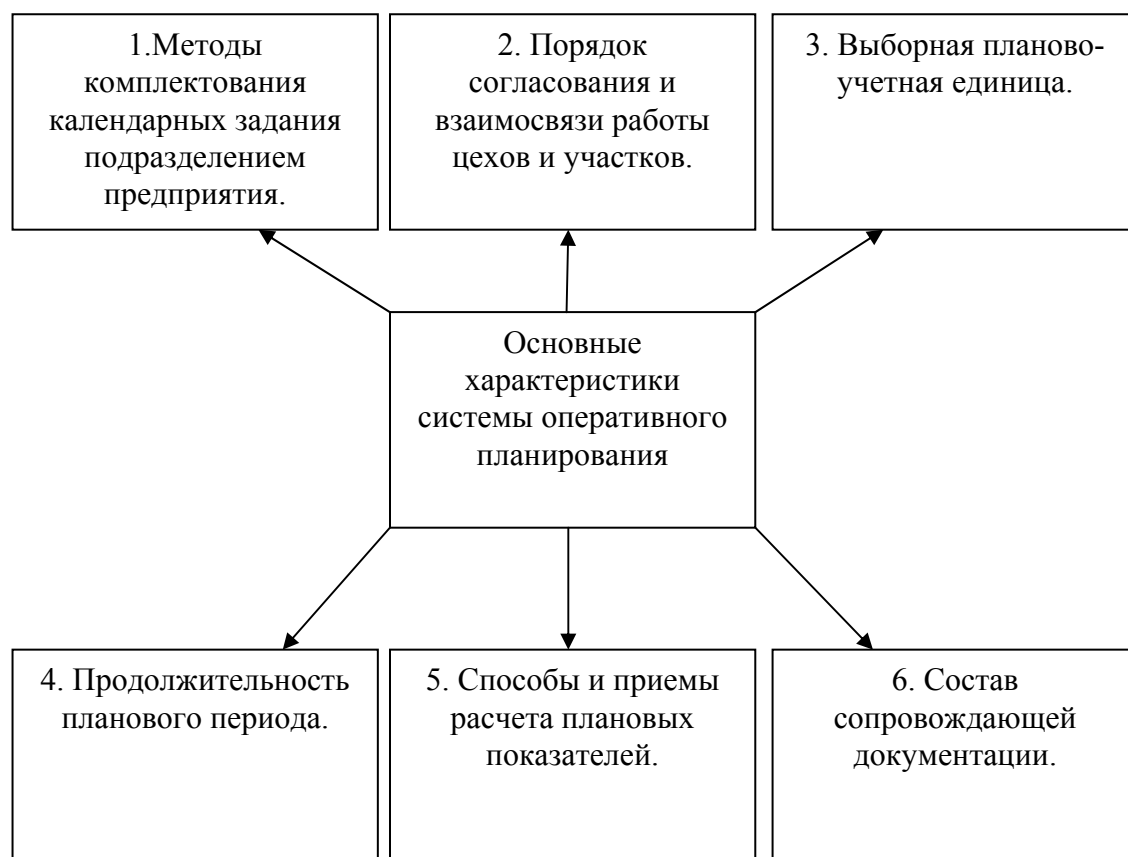 1.Методы
комплектования
календарных задания
подразделением
предприятия.
2. Порядок
согласования и
взаимосвязи работы
цехов и участков.
3. Выборная планово-
учетная единица.
Основные
характеристики
системы оперативного
планирования
4. Продолжительность
планового периода.
5. Способы и приемы
расчета плановых
показателей.
6. Состав
сопровождающей
документации.